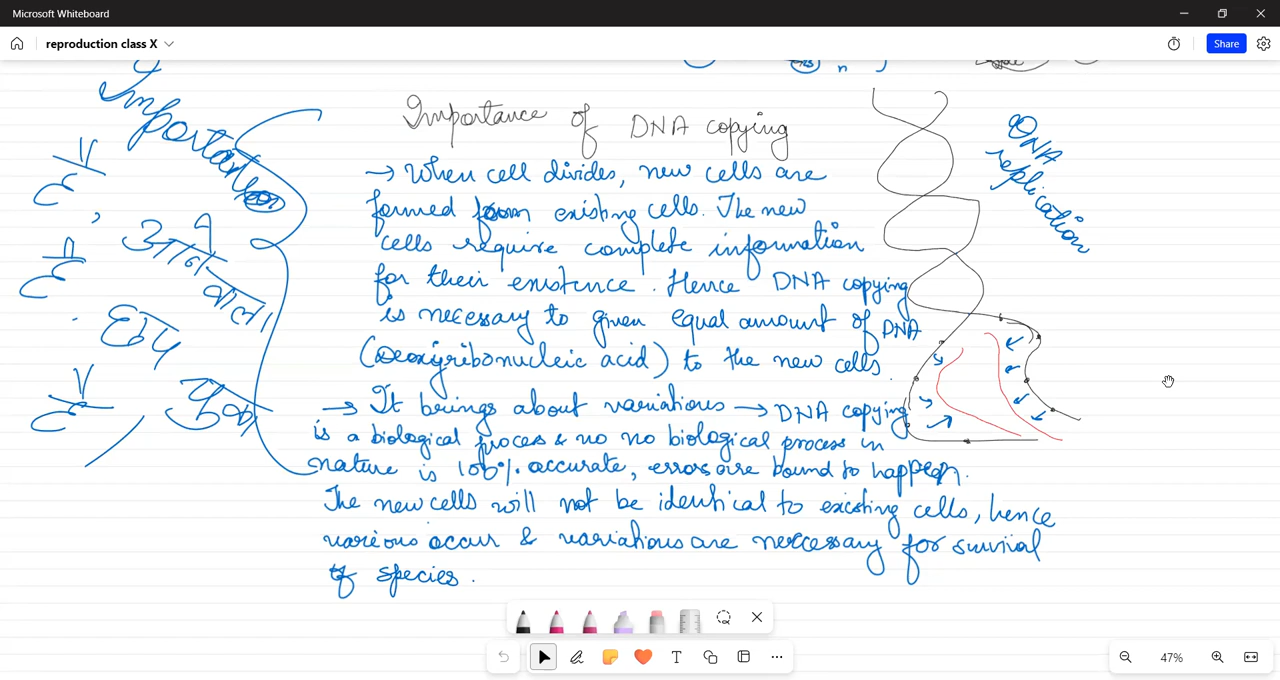 Microsoft Whiteboard
reproduction class X
Share
Importance of DNA copying
→ When cell divides, new cells are
formed from existing cells. The new
cells require complete information
for their existence. Hence DNA copying
is necessary to given equal amount of DNA
(Deoxyribonucleic acid) to the new cells.
→ It brings about variations → DNA copying
is a biological process & no no biological process in
nature is 100% accurate, errors are bound to happen.
The new cells will not be identical to existing cells, hence
various occur & variations are neccessary for survival
of species.
DNA
replication
Important
47%